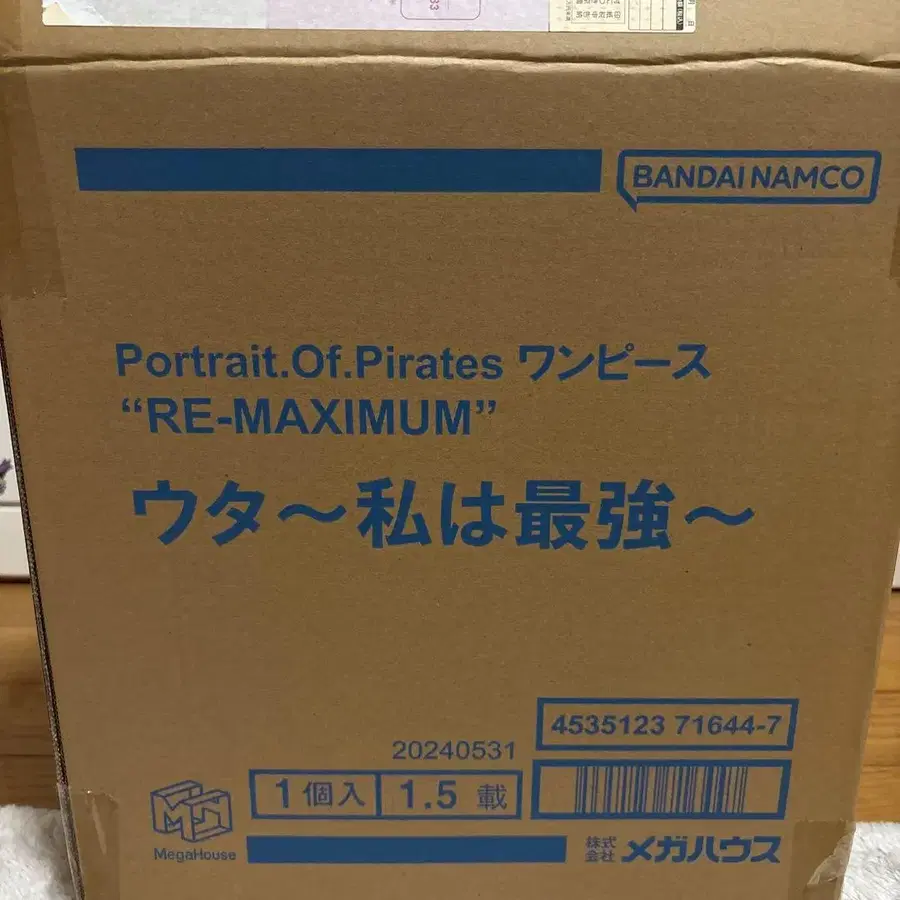 BANDAI NAMCO
Portrait.Of.Pirates ワンピース
“RE-MAXIMUM”
ウタ～私は最強～
4535123 71644-7
20240531
1個入 1.5 載
MegaHouse
株式会社 メガハウス